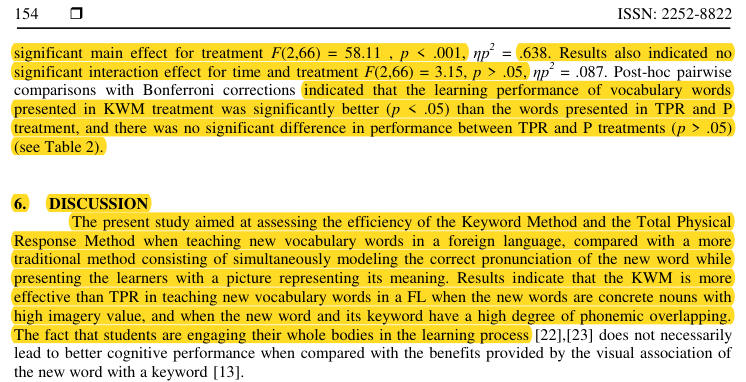 154 ❒ ISSN: 2252-8822
significant main effect for treatment F(2,66) = 58.11 , p < .001, ηp² = .638. Results also indicated no
significant interaction effect for time and treatment F(2,66) = 3.15, p > .05, ηp² = .087. Post-hoc pairwise
comparisons with Bonferroni corrections indicated that the learning performance of vocabulary words
presented in KWM treatment was significantly better (p < .05) than the words presented in TPR and P
treatment, and there was no significant difference in performance between TPR and P treatments (p > .05)
(see Table 2).
6. DISCUSSION
The present study aimed at assessing the efficiency of the Keyword Method and the Total Physical
Response Method when teaching new vocabulary words in a foreign language, compared with a more
traditional method consisting of simultaneously modeling the correct pronunciation of the new word while
presenting the learners with a picture representing its meaning. Results indicate that the KWM is more
effective than TPR in teaching new vocabulary words in a FL when the new words are concrete nouns with
high imagery value, and when the new word and its keyword have a high degree of phonemic overlapping.
The fact that students are engaging their whole bodies in the learning process [22],[23] does not necessarily
lead to better cognitive performance when compared with the benefits provided by the visual association of
the new word with a keyword [13].